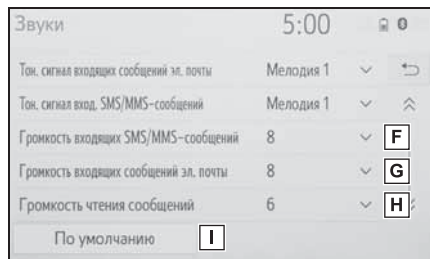 Звуки 5:00
Тон. сигнал входящих сообщений эл. почты Мелодия 1
Тон. сигнал вход. SMS/MMS-сообщений Мелодия 1
Громкость входящих SMS/MMS-сообщений 8 F
Громкость входящих сообщений эл. почты 8 G
Громкость чтения сообщений 6 H
По умолчанию I